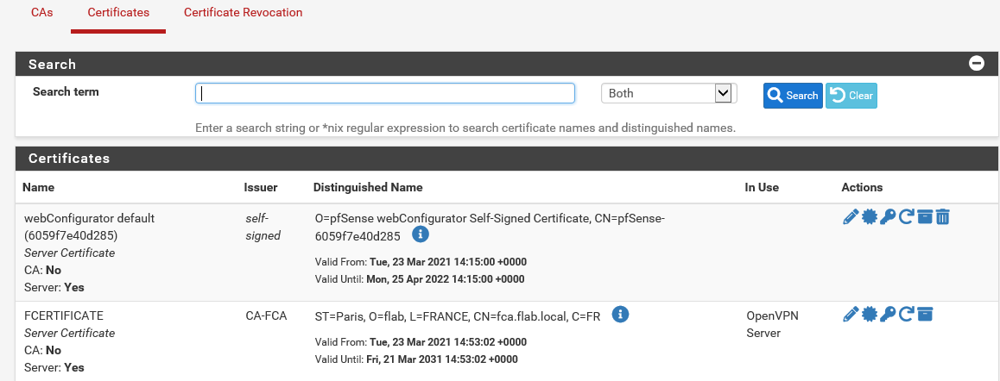 CAs Certificates Certificate Revocation
Search
Search term Both Search Clear
Enter a search string or *nix regular expression to search certificate names and distinguished names.
Certificates
Name Issuer Distinguished Name In Use Actions
webConfigurator default self- O=pfSense webConfigurator Self-Signed Certificate, CN=pfSense-
(6059f7e40d285) signed 6059f7e40d285
Server Certificate
CA: No Valid From: Tue, 23 Mar 2021 14:15:00 +0000
Server: Yes Valid Until: Mon, 25 Apr 2022 14:15:00 +0000
FCERTIFICATE CA-FCA ST=Paris, O=flab, L=FRANCE, CN=fca.flab.local, C=FR OpenVPN
Server Certificate Server
CA: No Valid From: Tue, 23 Mar 2021 14:53:02 +0000
Server: Yes Valid Until: Fri, 21 Mar 2031 14:53:02 +0000